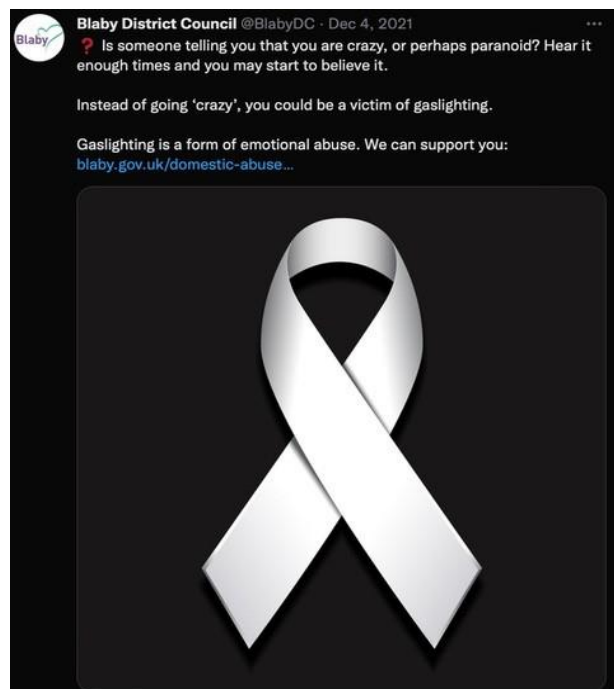 Blaby
Blaby District Council @BlabyDC · Dec 4, 2021
❓ Is someone telling you that you are crazy, or perhaps paranoid? Hear it
enough times and you may start to believe it.
Instead of going ‘crazy’, you could be a victim of gaslighting.
Gaslighting is a form of emotional abuse. We can support you:
blaby.gov.uk/domestic-abuse…